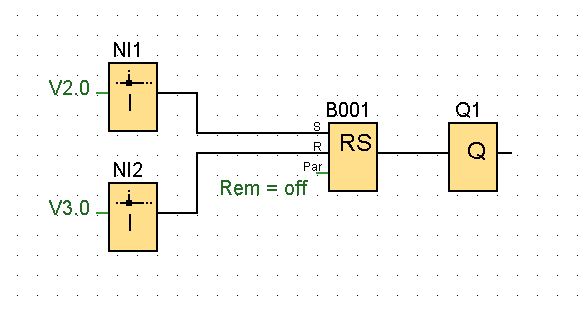 NI1
V2.0
I
B001
Q1
S
R
RS
Q
Par
NI2
Rem = off
V3.0
I